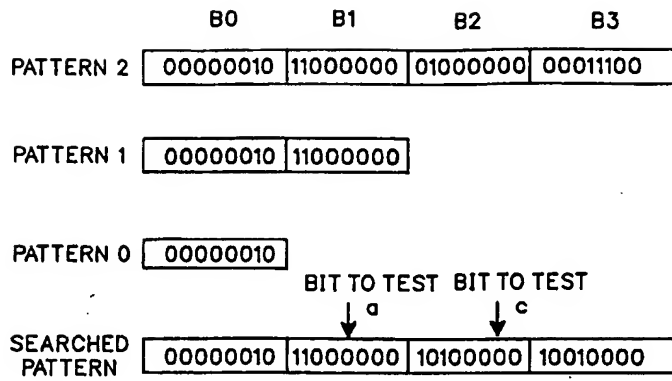 B0 B1 B2 B3
PATTERN 2 00000010 11000000 01000000 00011100
PATTERN 1 00000010 11000000
PATTERN 0 00000010
BIT TO TEST BIT TO TEST
a c
SEARCHED
PATTERN 00000010 11000000 10100000 10010000